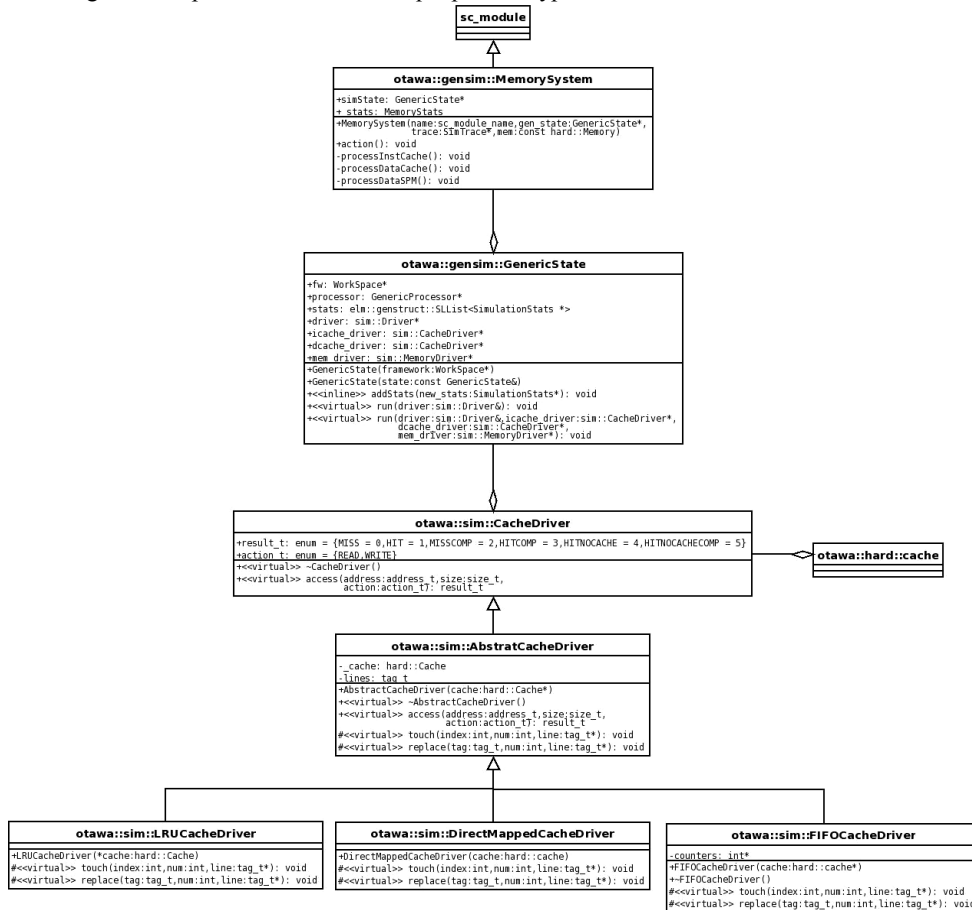 sc_module
otawa::gensim::MemorySystem
+simState: GenericState*
+ stats: MemoryStats
+MemorySystem(name:sc_module_name,gen_state:GenericState*,
trace:SimTrace*,mem:const hard::Memory)
+action(): void
-processInstCache(): void
-processDataCache(): void
-processDataSPM(): void
otawa::gensim::GenericState
+fw: WorkSpace*
+processor: GenericProcessor*
+stats: elm::genstruct::SLList<SimulationStats *>
+driver: sim::Driver*
+icache_driver: sim::CacheDriver*
+dcache_driver: sim::CacheDriver*
+mem_driver: sim::MemoryDriver*
+GenericState(framework:WorkSpace*)
+GenericState(state:const GenericState&)
+<<inline>> addStats(new_stats:SimulationStats*): void
+<<virtual>> run(driver:sim::Driver&): void
+<<virtual>> run(driver:sim::Driver&,icache_driver:sim::CacheDriver*,
dcache_driver:sim::CacheDriver*,
mem_driver:sim::MemoryDriver*): void
otawa::sim::CacheDriver
+result_t: enum = {MISS = 0,HIT = 1,MISSCOMP = 2,HITCOMP = 3,HITNOCACHE = 4,HITNOCACHECOMP = 5}
+action_t: enum = {READ,WRITE}
+<<virtual>> ~CacheDriver()
+<<virtual>> access(address:address_t,size:size_t,
action:action_t): result_t
otawa::hard::cache
otawa::sim::AbstratCacheDriver
-_cache: hard::Cache
-lines: tag_t
+AbstractCacheDriver(cache:hard::Cache*)
+<<virtual>> ~AbstractCacheDriver()
+<<virtual>> access(address:address_t,size:size_t,
action:action_t): result_t
#<<virtual>> touch(index:int,num:int,line:tag_t*): void
#<<virtual>> replace(tag:tag_t,num:int,line:tag_t*): void
otawa::sim::LRUCacheDriver
+LRUCacheDriver(*cache:hard::Cache)
#<<virtual>> touch(index:int,num:int,line:tag_t*): void
#<<virtual>> replace(tag:tag_t,num:int,line:tag_t*): void
otawa::sim::DirectMappedCacheDriver
+DirectMappedCacheDriver(cache:hard::cache)
#<<virtual>> touch(index:int,num:int,line:tag_t*): void
#<<virtual>> replace(tag:tag_t,num:int,line:tag_t*): void
otawa::sim::FIFOCacheDriver
-counters: int*
+FIFOCacheDriver(cache:hard::cache*)
+~FIFOCacheDriver()
#<<virtual>> touch(index:int,num:int,line:tag_t*): void
#<<virtual>> replace(tag:tag_t,num:int,line:tag_t*): void